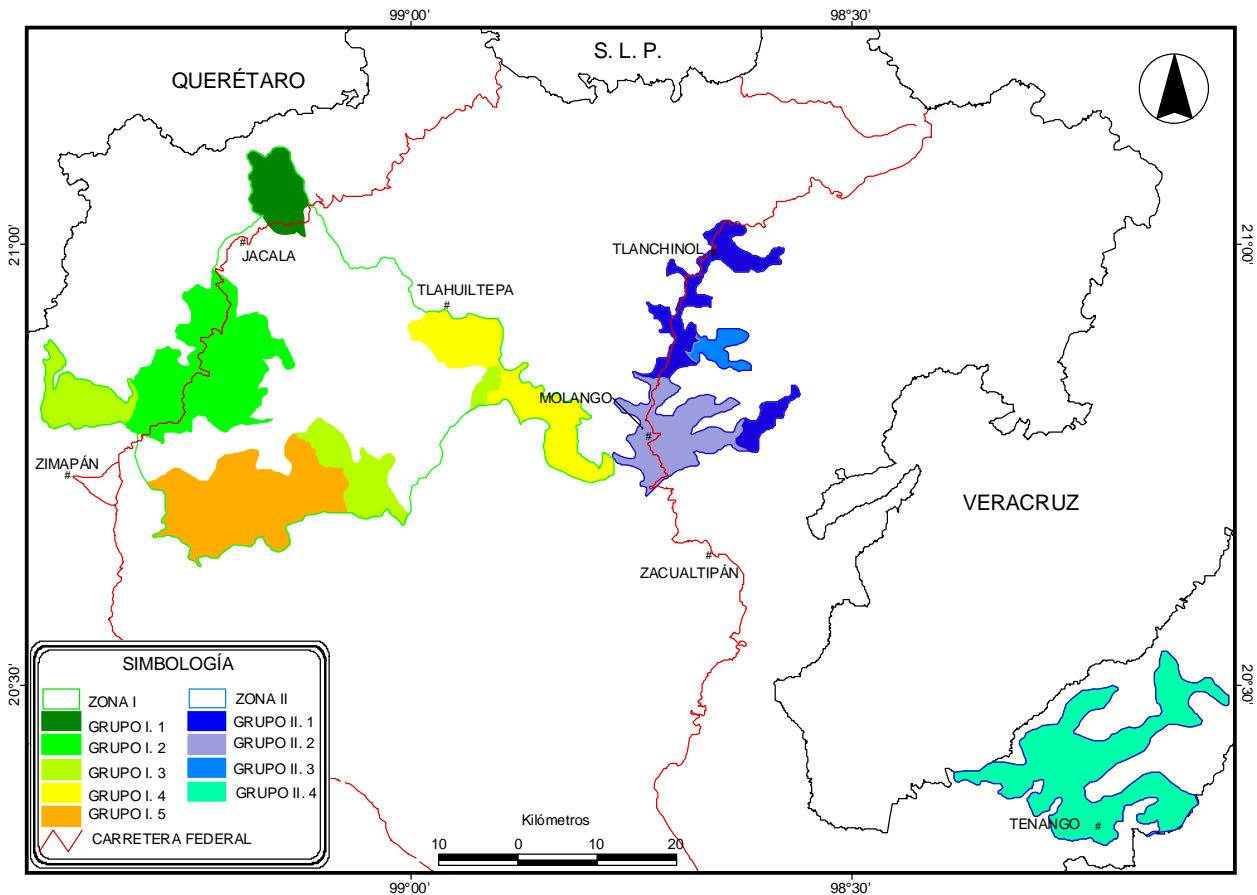 99°00'
98°30'
S. L. P.
QUERÉTARO
21°00'
21°00'
JACALA
TLANCHINOL
TLAHUILTEPA
MOLANGO
ZIMAPÁN
VERACRUZ
ZACUALTIPÁN
20°30'
20°30'
SIMBOLOGÍA
ZONA I
GRUPO I. 1
GRUPO I. 2
GRUPO I. 3
GRUPO I. 4
GRUPO I. 5
CARRETERA FEDERAL
ZONA II
GRUPO II. 1
GRUPO II. 2
GRUPO II. 3
GRUPO II. 4
Kilómetros
10 0 10 20
TENANGO
99°00'
98°30'